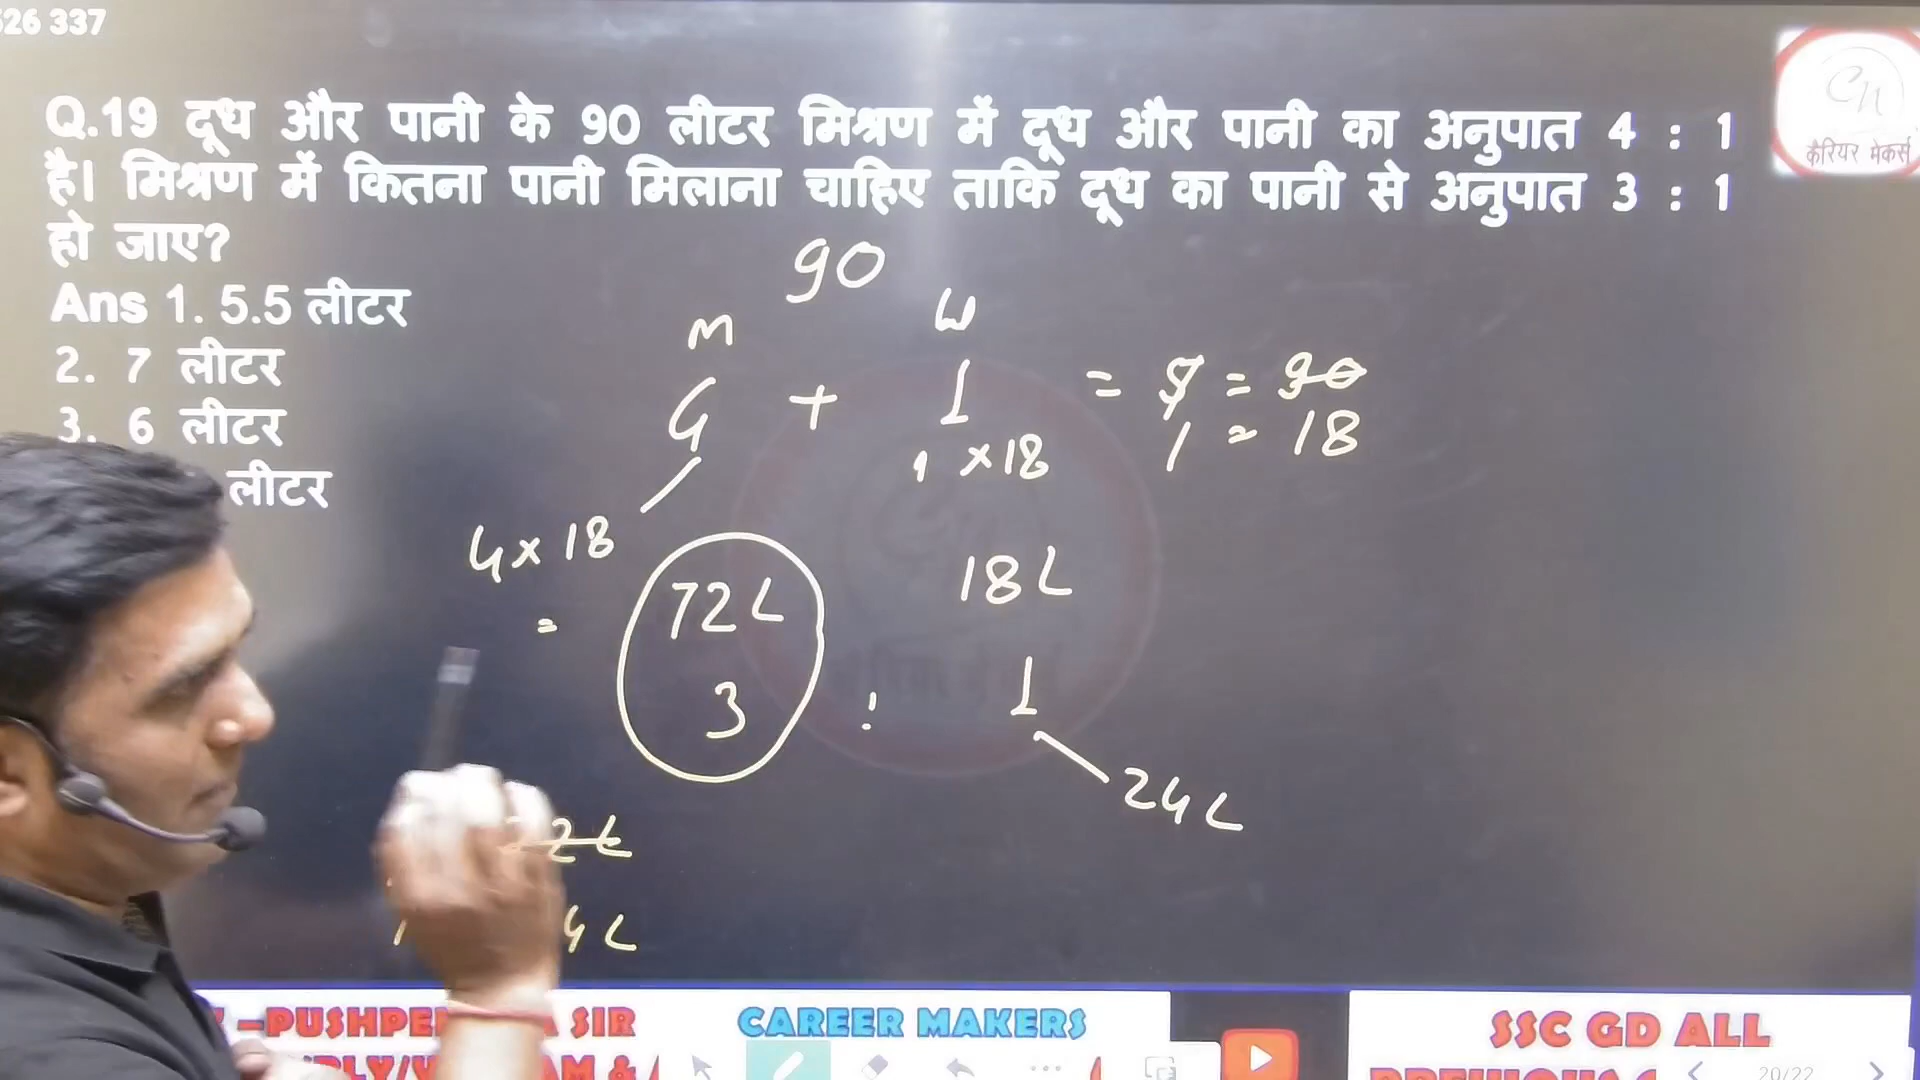 526 337
Q.19 दूध और पानी के 90 लीटर मिश्रण में दूध और पानी का अनुपात 4 : 1
है। मिश्रण में कितना पानी मिलाना चाहिए ताकि दूध का पानी से अनुपात 3 : 1
हो जाए?
Ans 1. 5.5 लीटर
2. 7 लीटर
3. 6 लीटर
लीटर
कैरियर मेकर्स
90
M W
4 + 1 = 5 = 90
1 × 18 1 = 18
4 × 18
= 72L 18L
3 : 1
24L
72L
4L
–PUSHPE SIR CAREER MAKERS SSC GD ALL
20/22